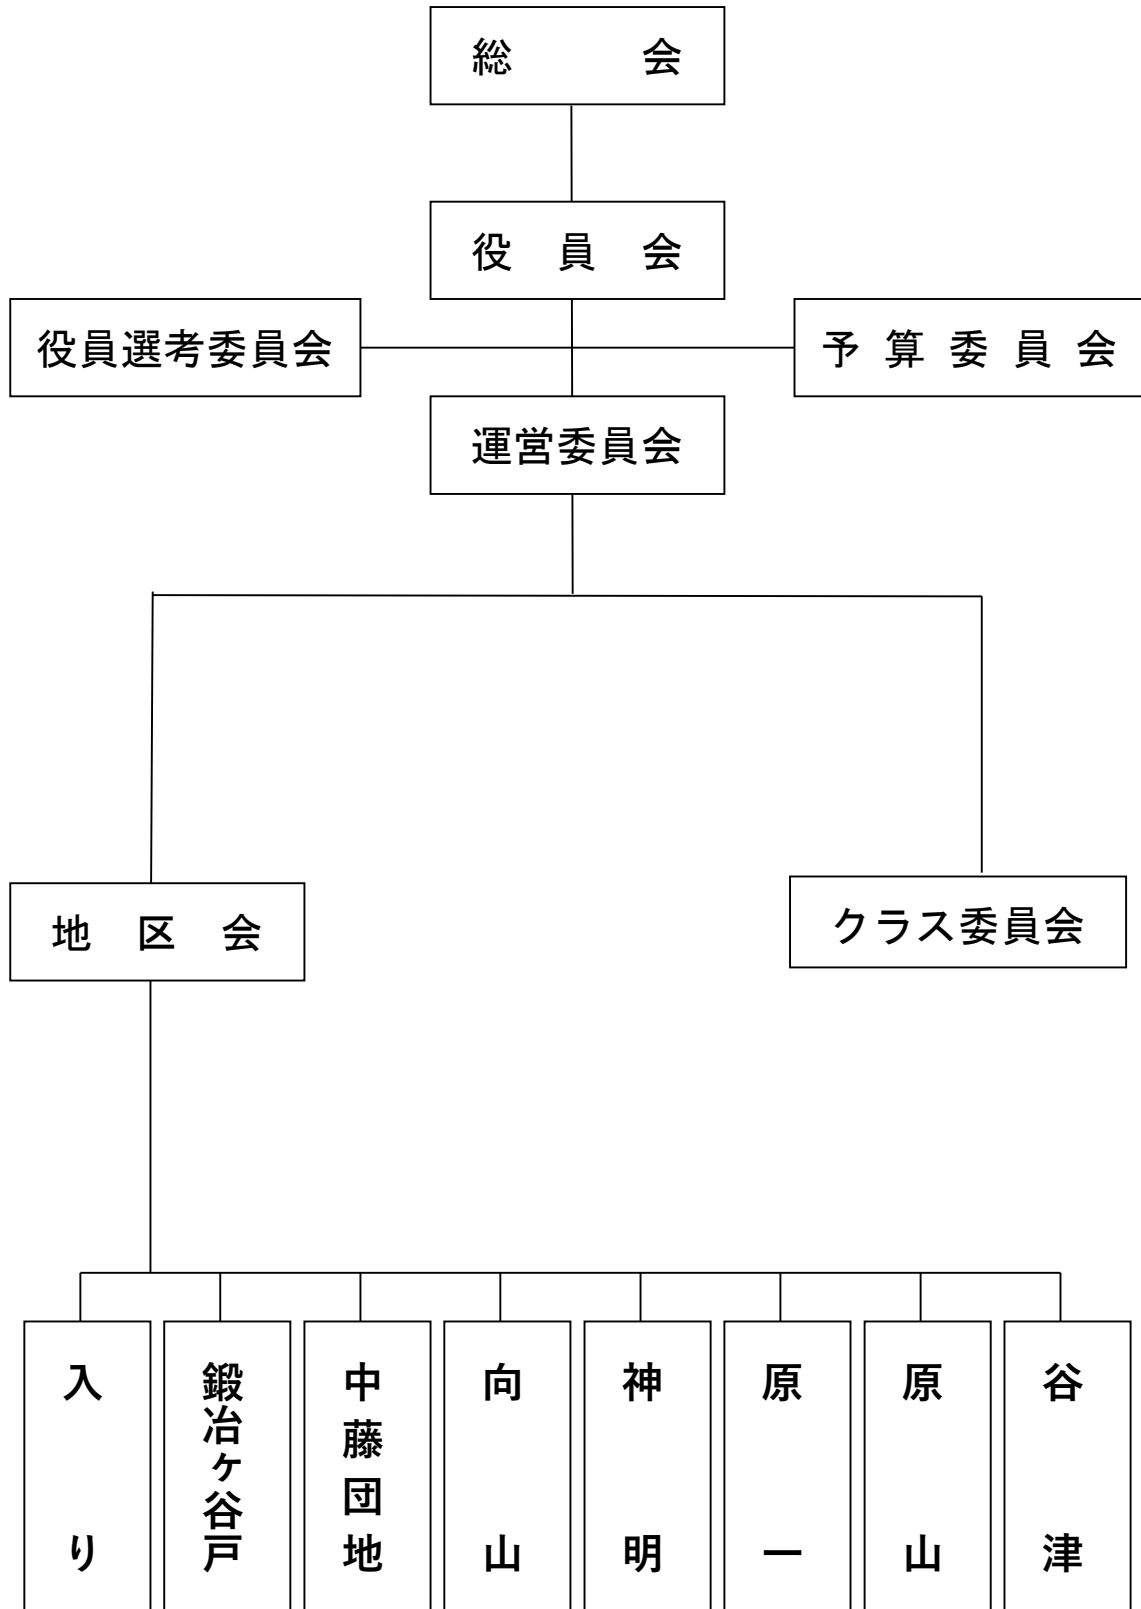 総会
役員会
役員選考委員会
予算委員会
運営委員会
地区会
クラス委員会
入り
鍛冶ヶ谷戸
中藤団地
向山
神明
原一
原山
谷津